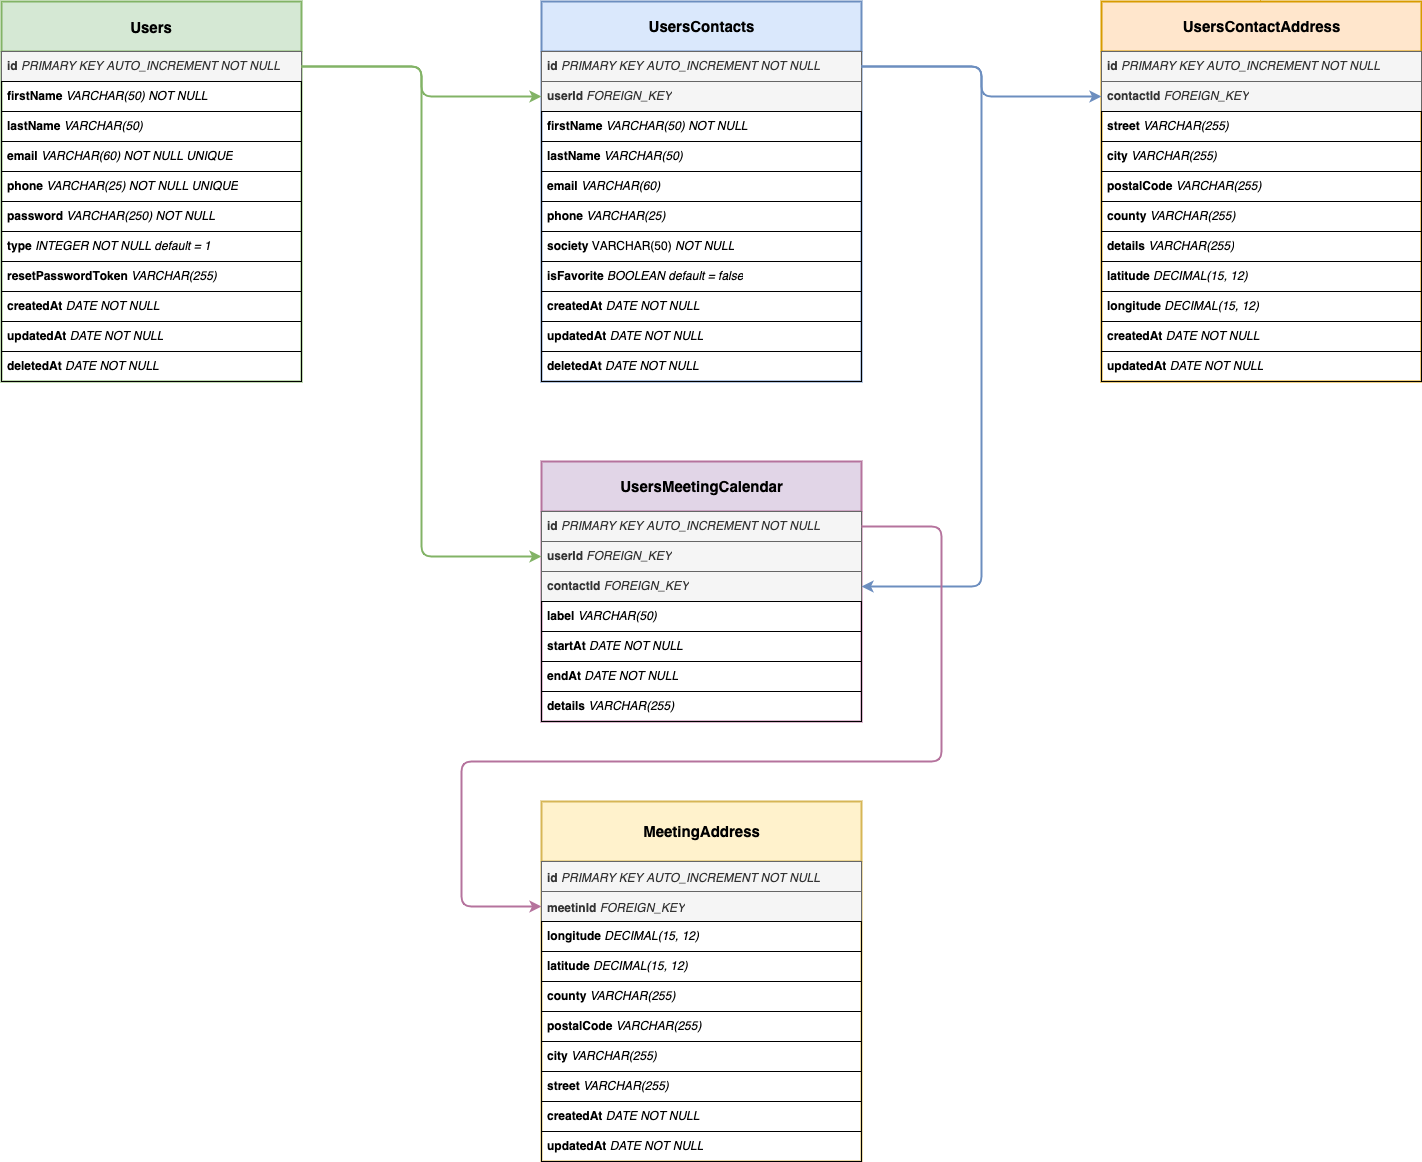 Users
id PRIMARY KEY AUTO_INCREMENT NOT NULL
firstName VARCHAR(50) NOT NULL
lastName VARCHAR(50)
email VARCHAR(60) NOT NULL UNIQUE
phone VARCHAR(25) NOT NULL UNIQUE
password VARCHAR(250) NOT NULL
type INTEGER NOT NULL default = 1
resetPasswordToken VARCHAR(255)
createdAt DATE NOT NULL
updatedAt DATE NOT NULL
deletedAt DATE NOT NULL
UsersContacts
id PRIMARY KEY AUTO_INCREMENT NOT NULL
userId FOREIGN_KEY
firstName VARCHAR(50) NOT NULL
lastName VARCHAR(50)
email VARCHAR(60)
phone VARCHAR(25)
society VARCHAR(50) NOT NULL
isFavorite BOOLEAN default = false
createdAt DATE NOT NULL
updatedAt DATE NOT NULL
deletedAt DATE NOT NULL
UsersContactAddress
id PRIMARY KEY AUTO_INCREMENT NOT NULL
contactId FOREIGN_KEY
street VARCHAR(255)
city VARCHAR(255)
postalCode VARCHAR(255)
county VARCHAR(255)
details VARCHAR(255)
latitude DECIMAL(15, 12)
longitude DECIMAL(15, 12)
createdAt DATE NOT NULL
updatedAt DATE NOT NULL
UsersMeetingCalendar
id PRIMARY KEY AUTO_INCREMENT NOT NULL
userId FOREIGN_KEY
contactId FOREIGN_KEY
label VARCHAR(50)
startAt DATE NOT NULL
endAt DATE NOT NULL
details VARCHAR(255)
MeetingAddress
id PRIMARY KEY AUTO_INCREMENT NOT NULL
meetinId FOREIGN_KEY
longitude DECIMAL(15, 12)
latitude DECIMAL(15, 12)
county VARCHAR(255)
postalCode VARCHAR(255)
city VARCHAR(255)
street VARCHAR(255)
createdAt DATE NOT NULL
updatedAt DATE NOT NULL